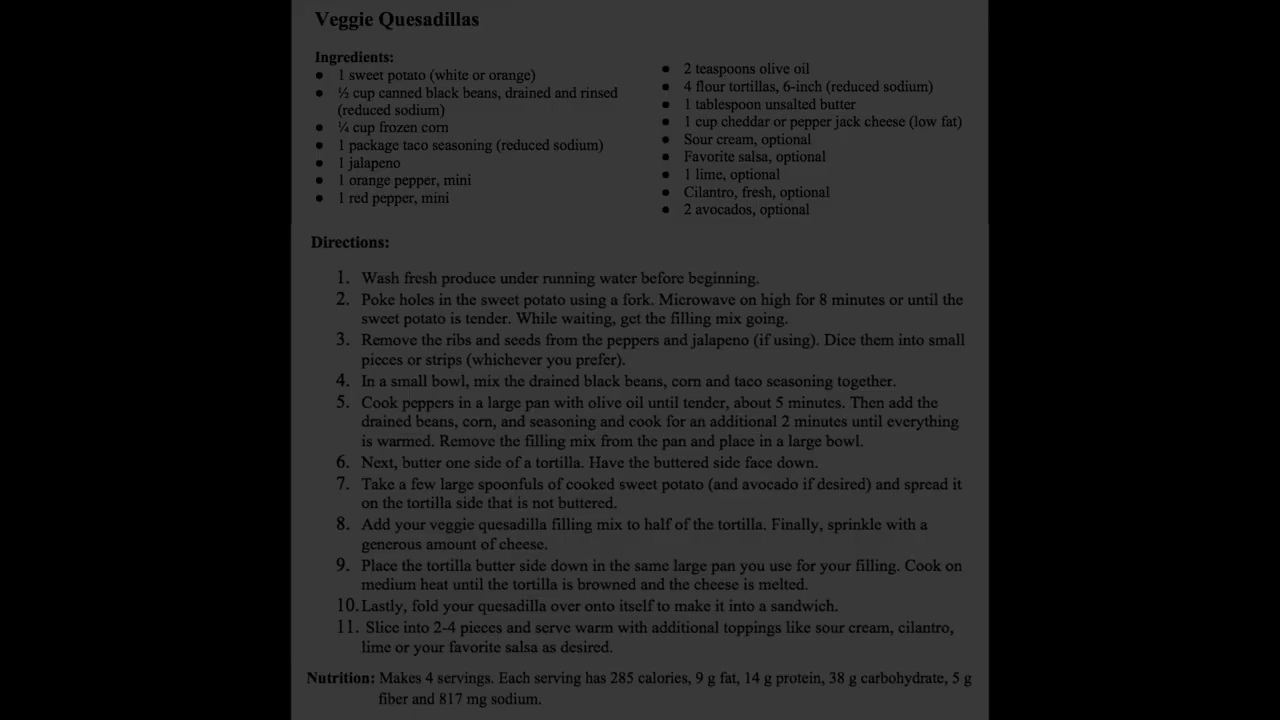 Veggie Quesadillas
Ingredients:
● 1 sweet potato (white or orange)
● ½ cup canned black beans, drained and rinsed
(reduced sodium)
● ¼ cup frozen corn
● 1 package taco seasoning (reduced sodium)
● 1 jalapeno
● 1 orange pepper, mini
● 1 red pepper, mini
● 2 teaspoons olive oil
● 4 flour tortillas, 6-inch (reduced sodium)
● 1 tablespoon unsalted butter
● 1 cup cheddar or pepper jack cheese (low fat)
● Sour cream, optional
● Favorite salsa, optional
● 1 lime, optional
● Cilantro, fresh, optional
● 2 avocados, optional
Directions:
1. Wash fresh produce under running water before beginning.
2. Poke holes in the sweet potato using a fork. Microwave on high for 8 minutes or until the
sweet potato is tender. While waiting, get the filling mix going.
3. Remove the ribs and seeds from the peppers and jalapeno (if using). Dice them into small
pieces or strips (whichever you prefer).
4. In a small bowl, mix the drained black beans, corn and taco seasoning together.
5. Cook peppers in a large pan with olive oil until tender, about 5 minutes. Then add the
drained beans, corn, and seasoning and cook for an additional 2 minutes until everything
is warmed. Remove the filling mix from the pan and place in a large bowl.
6. Next, butter one side of a tortilla. Have the buttered side face down.
7. Take a few large spoonfuls of cooked sweet potato (and avocado if desired) and spread it
on the tortilla side that is not buttered.
8. Add your veggie quesadilla filling mix to half of the tortilla. Finally, sprinkle with a
generous amount of cheese.
9. Place the tortilla butter side down in the same large pan you use for your filling. Cook on
medium heat until the tortilla is browned and the cheese is melted.
10. Lastly, fold your quesadilla over onto itself to make it into a sandwich.
11. Slice into 2-4 pieces and serve warm with additional toppings like sour cream, cilantro,
lime or your favorite salsa as desired.
Nutrition: Makes 4 servings. Each serving has 285 calories, 9 g fat, 14 g protein, 38 g carbohydrate, 5 g
fiber and 817 mg sodium.